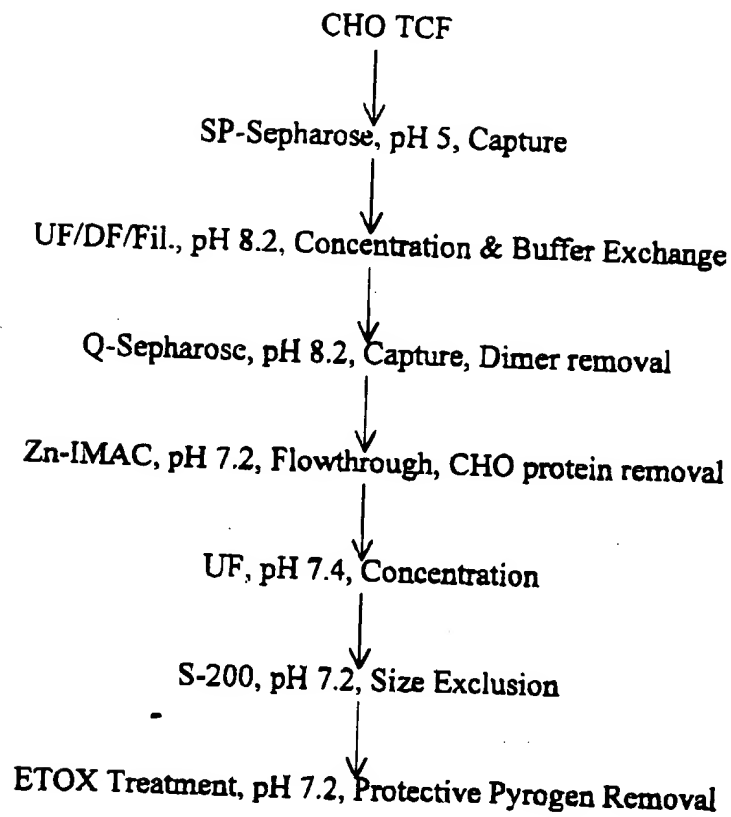 CHO TCF
SP-Sepharose, pH 5, Capture
UF/DF/Fil., pH 8.2, Concentration & Buffer Exchange
Q-Sepharose, pH 8.2, Capture, Dimer removal
Zn-IMAC, pH 7.2, Flowthrough, CHO protein removal
UF, pH 7.4, Concentration
S-200, pH 7.2, Size Exclusion
ETOX Treatment, pH 7.2, Protective Pyrogen Removal